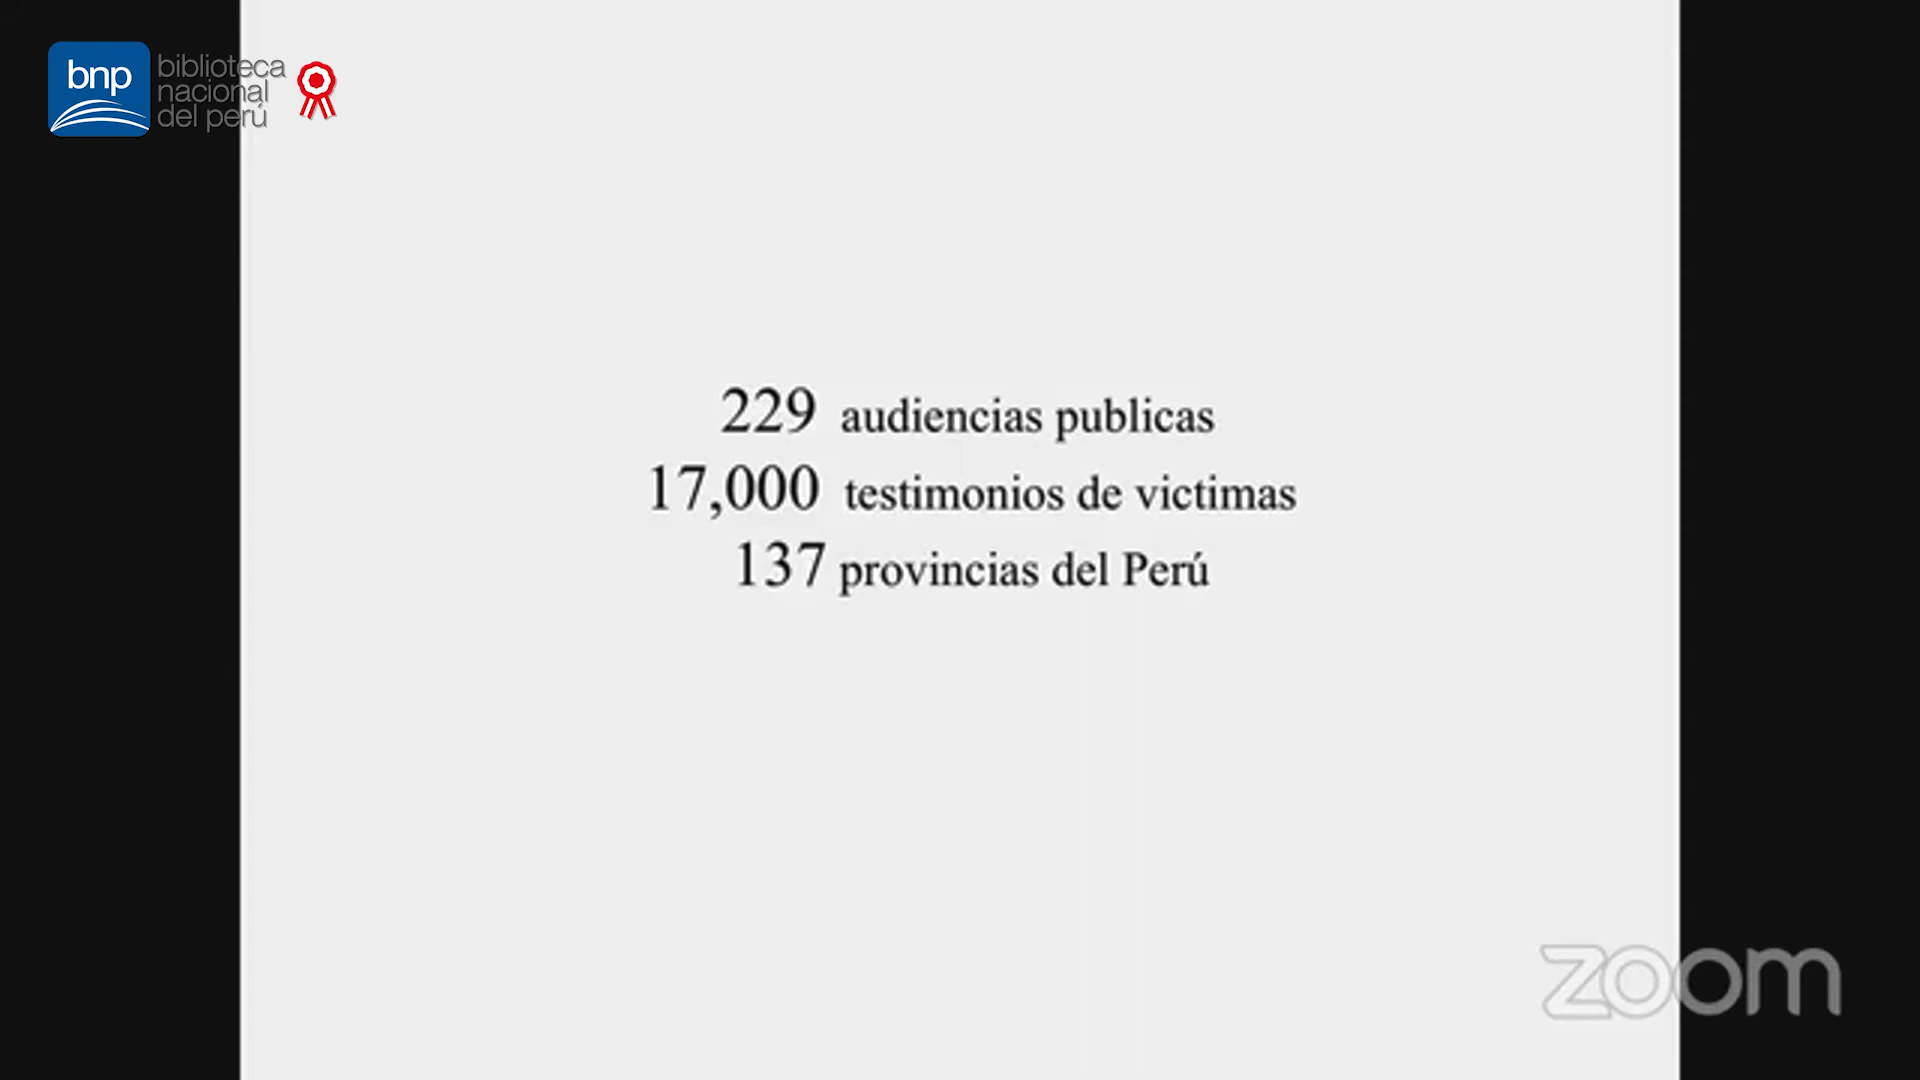 bnp
biblioteca
nacional
del perú
229 audiencias publicas
17,000 testimonios de victimas
137 provincias del Perú
zoom